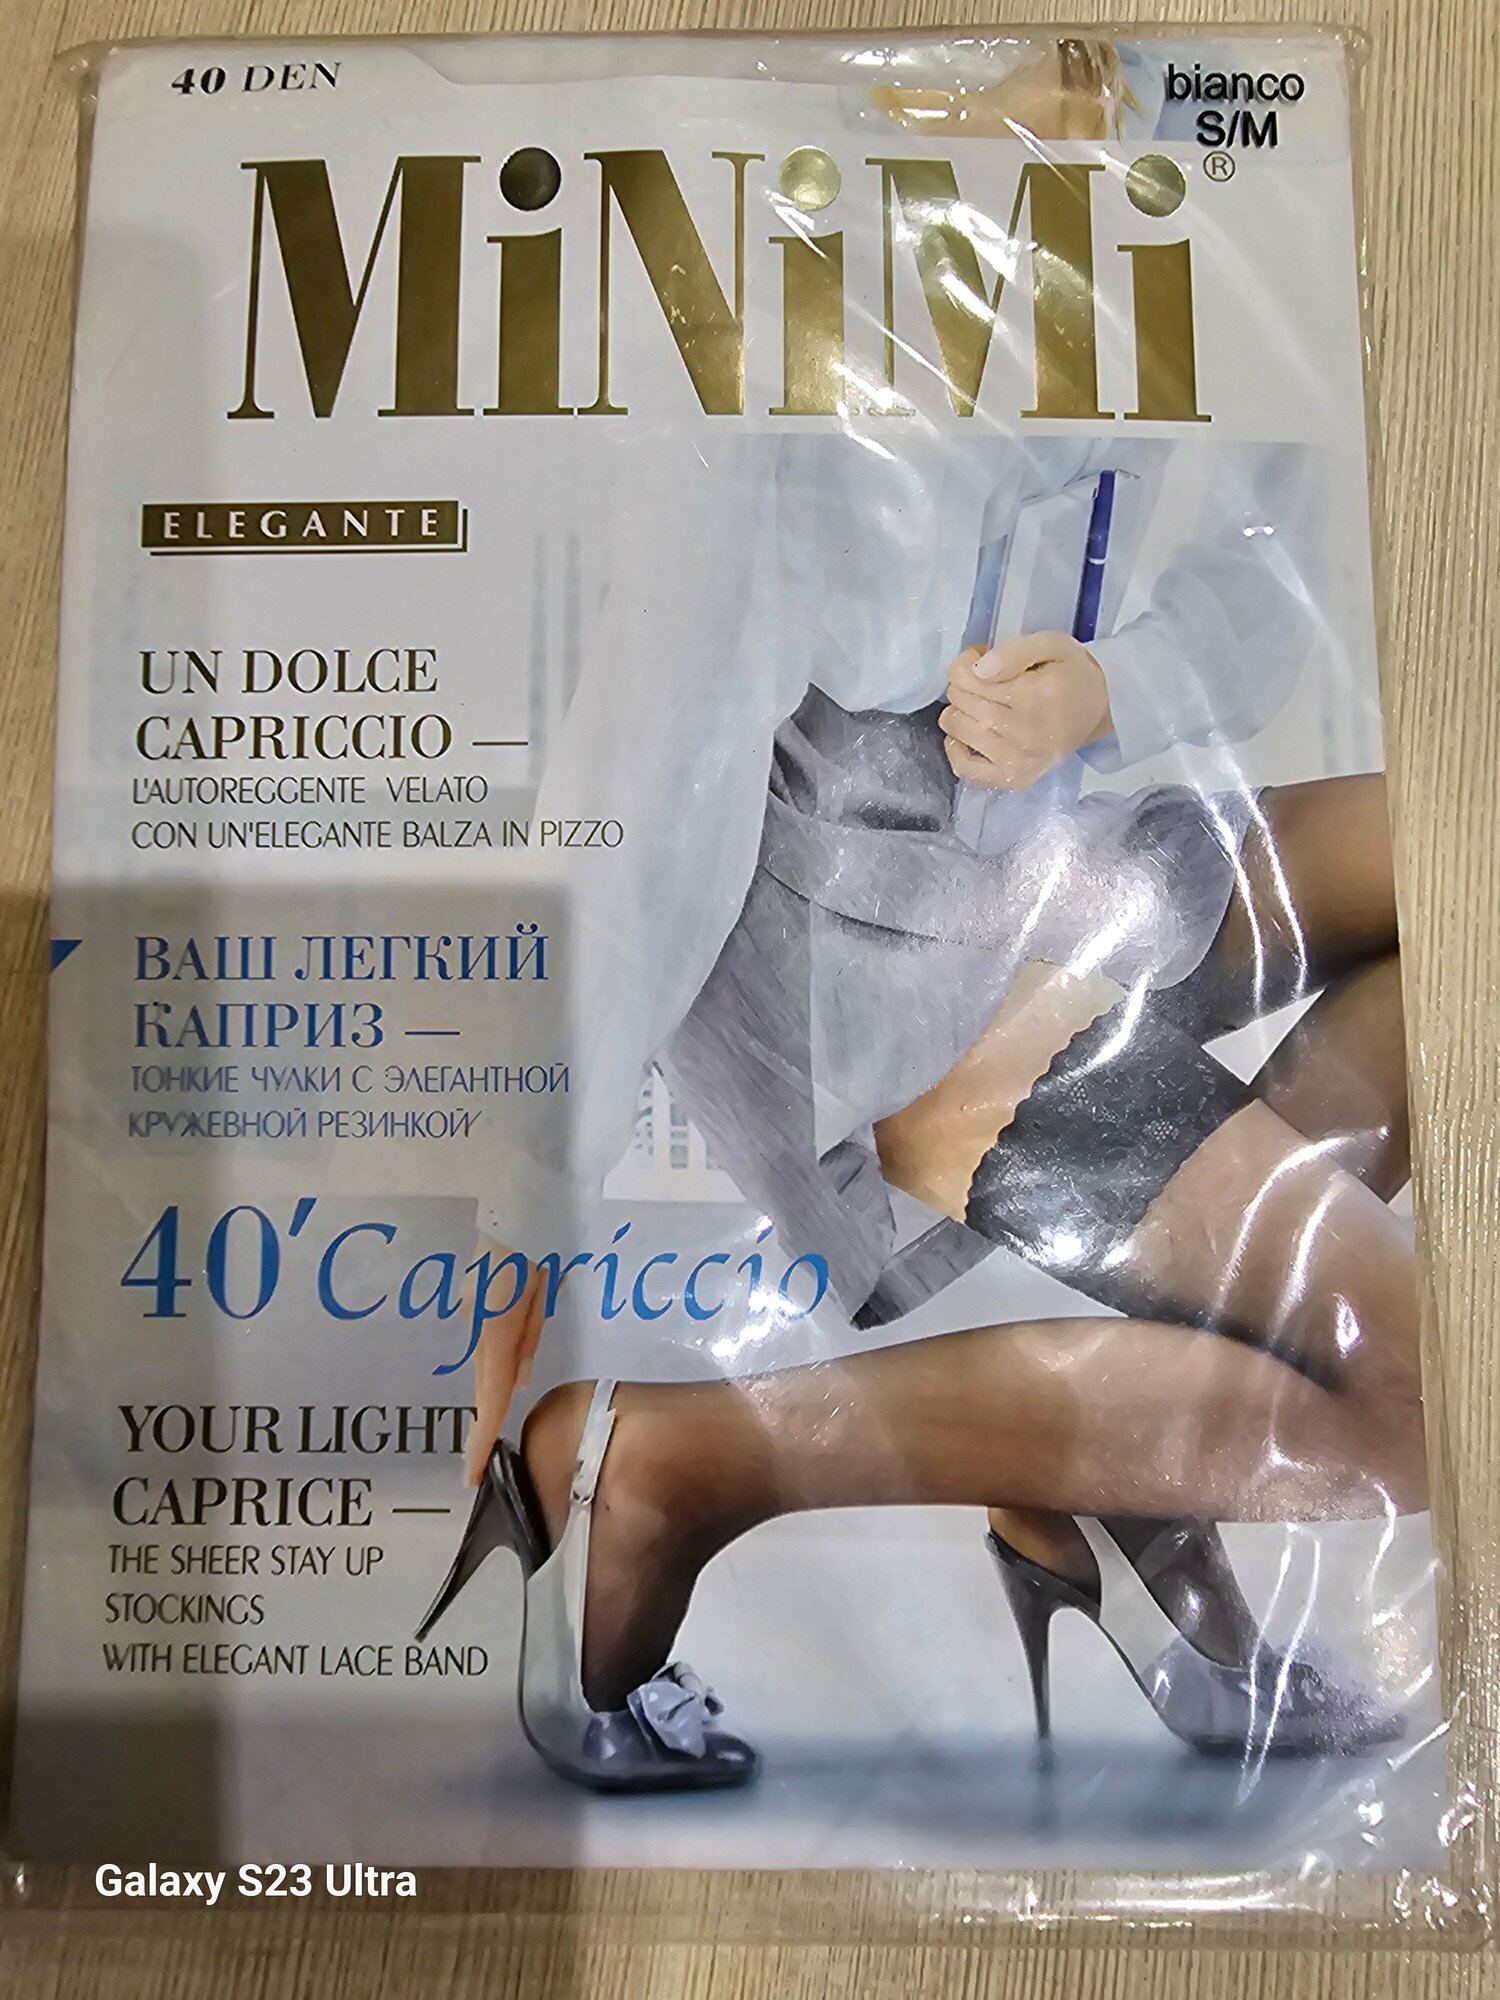 40 DEN
bianco
S/M
MiNiMi®
ELEGANTE
UN DOLCE
CAPRICCIO —
L'AUTOREGGENTE VELATO
CON UN'ELEGANTE BALZA IN PIZZO
ВАШ ЛЕГКИЙ
КАПРИЗ —
ТОНКИЕ ЧУЛКИ С ЭЛЕГАНТНОЙ
КРУЖЕВНОЙ РЕЗИНКОЙ
40'Capriccio
YOUR LIGHT
CAPRICE —
THE SHEER STAY UP
STOCKINGS
WITH ELEGANT LACE BAND
Galaxy S23 Ultra